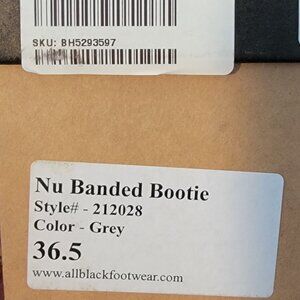 SKU: BH5293597
Nu Banded Bootie
Style# - 212028
Color - Grey
36.5
www.allblackfootwear.com